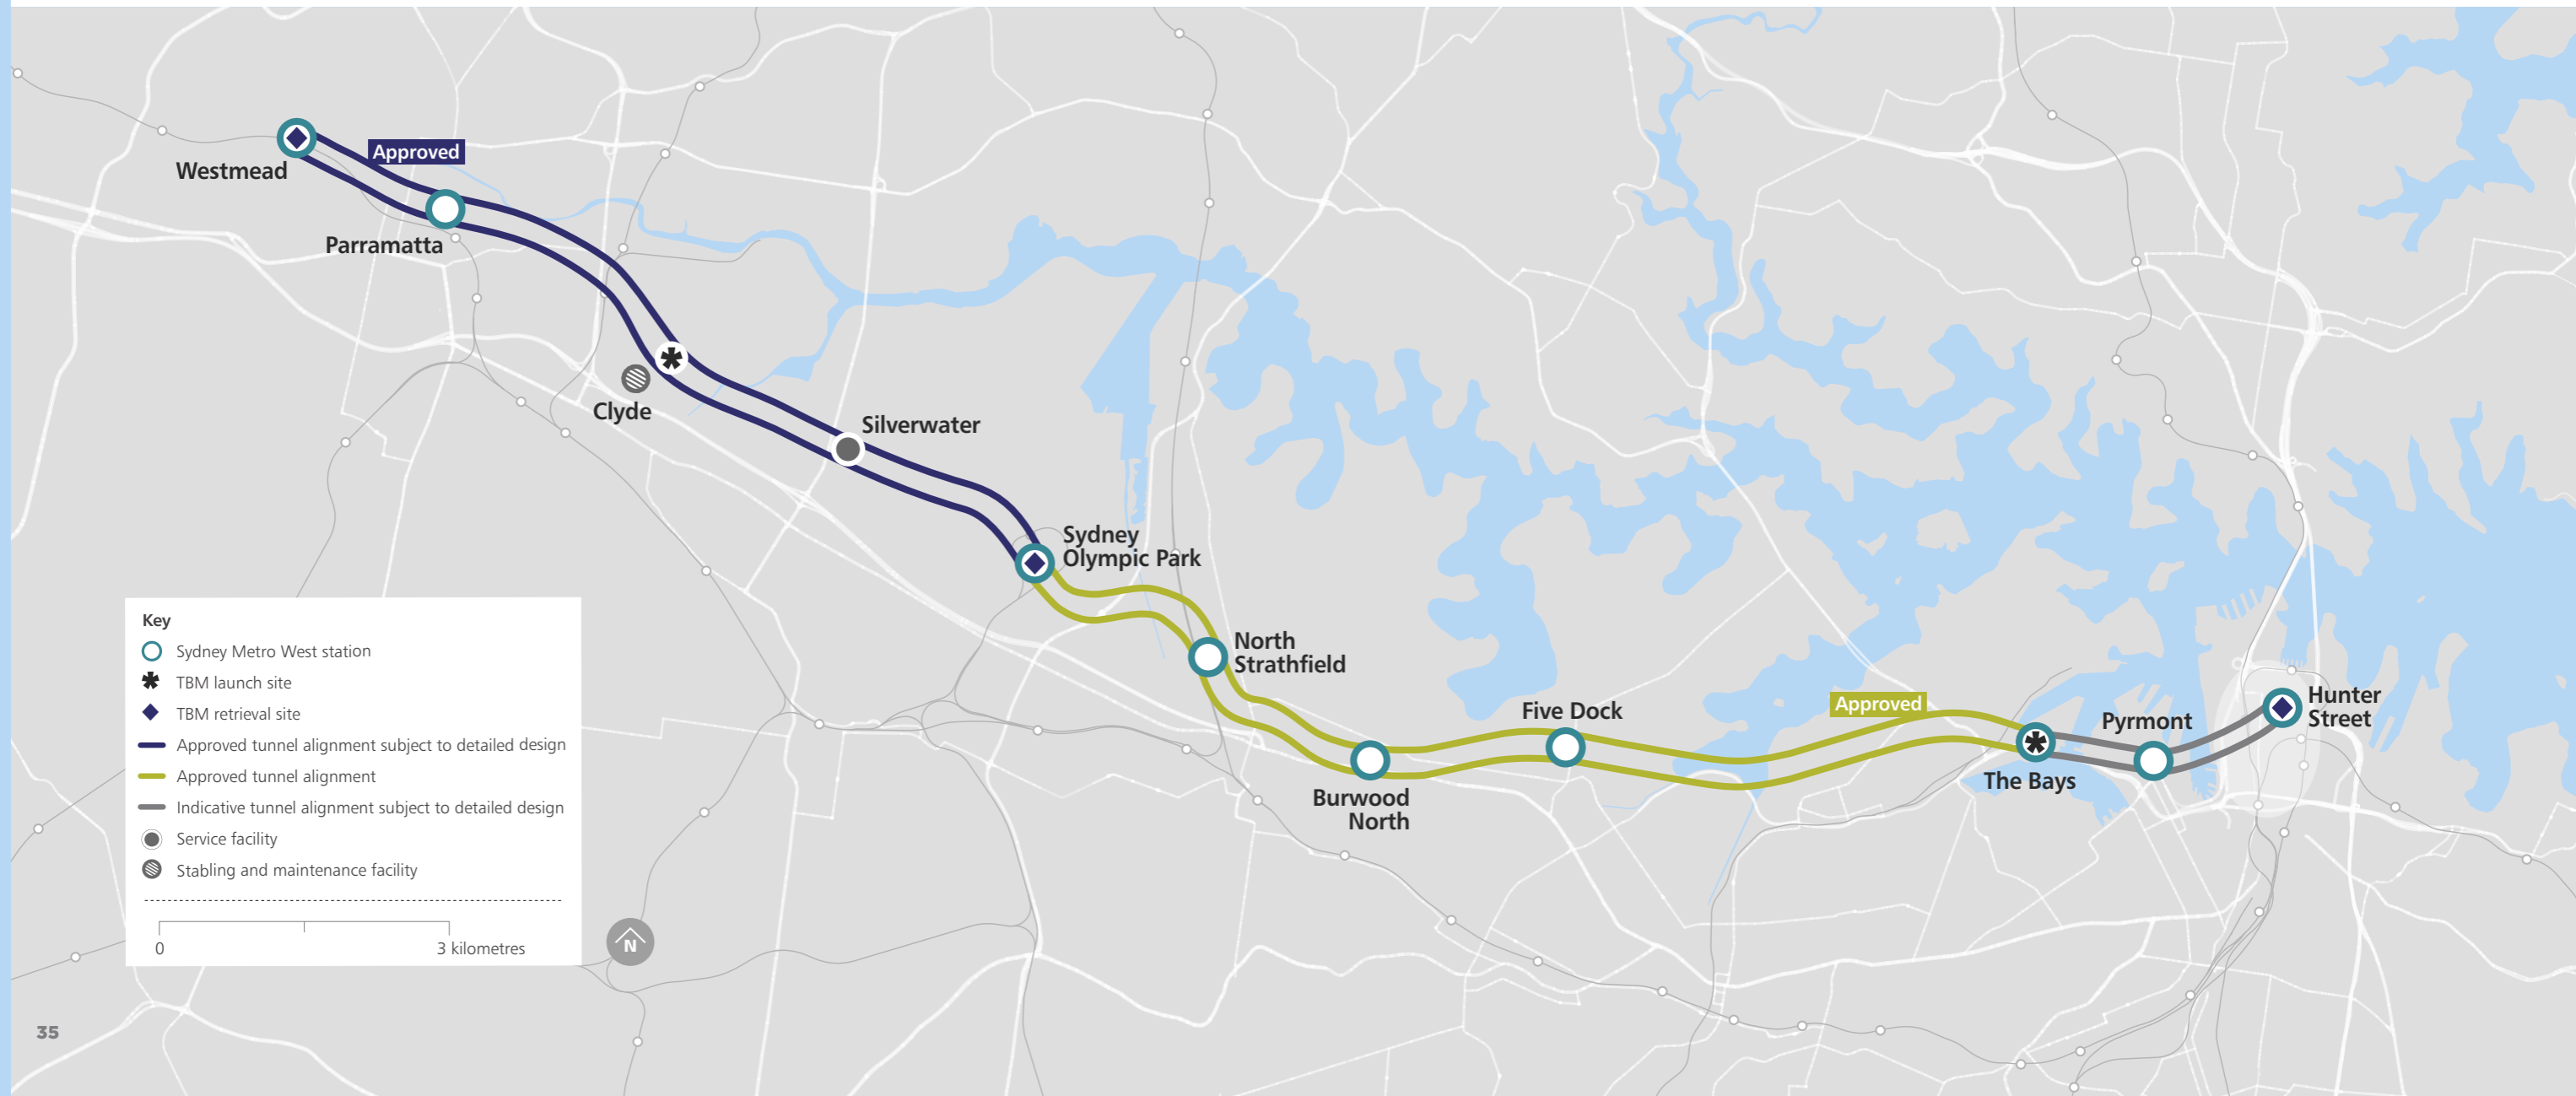 Approved
Westmead
Parramatta
Clyde
Silverwater
Sydney
Olympic Park
North
Strathfield
Burwood
North
Five Dock
Approved
The Bays
Pyrmont
Hunter
Street
Key
Sydney Metro West station
TBM launch site
TBM retrieval site
Approved tunnel alignment subject to detailed design
Approved tunnel alignment
Indicative tunnel alignment subject to detailed design
Service facility
Stabling and maintenance facility
0 3 kilometres
N
35